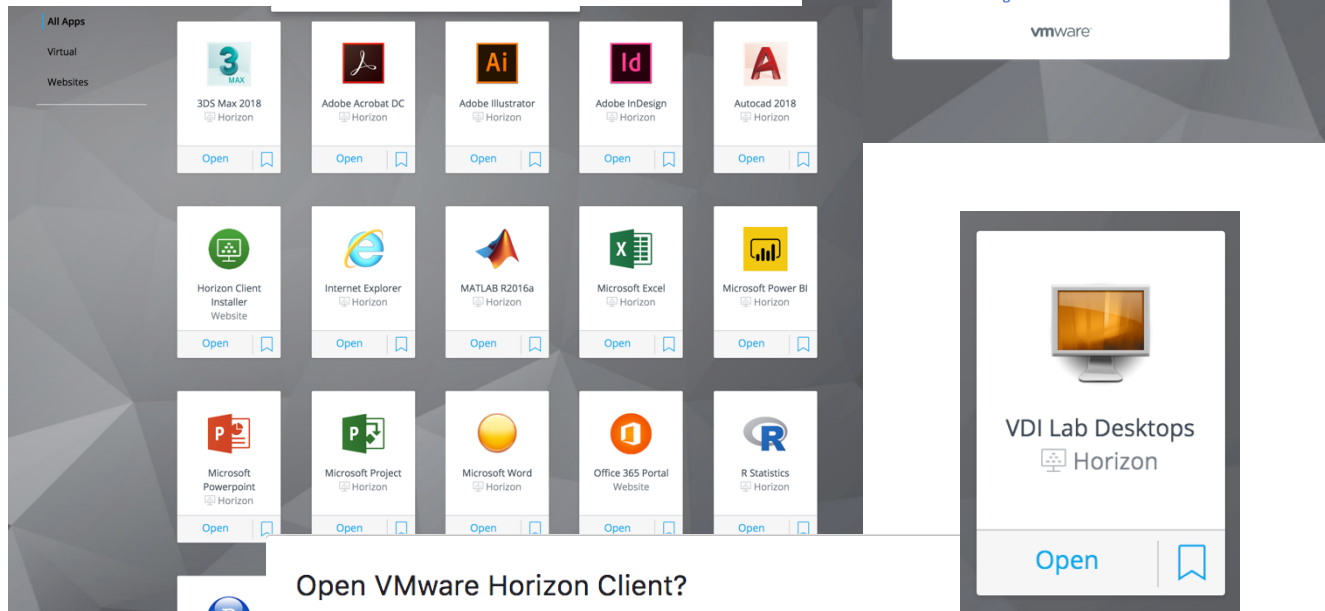 All Apps
Virtual
Websites
vmware
3
MAX
Ai
Id
A
3DS Max 2018
Adobe Acrobat DC
Adobe Illustrator
Adobe InDesign
Autocad 2018
Horizon
Horizon
Horizon
Horizon
Horizon
Open
Open
Open
Open
Open
X
Horizon Client
Installer
Website
Internet Explorer
Horizon
MATLAB R2016a
Horizon
Microsoft Excel
Horizon
Microsoft Power BI
Horizon
Open
Open
Open
Open
Open
VDI Lab Desktops
Horizon
Open
P
P
R
Microsoft
Powerpoint
Horizon
Microsoft Project
Horizon
Microsoft Word
Horizon
Office 365 Portal
Website
R Statistics
Horizon
Open
Open
Open
Open
Open
Open VMware Horizon Client?